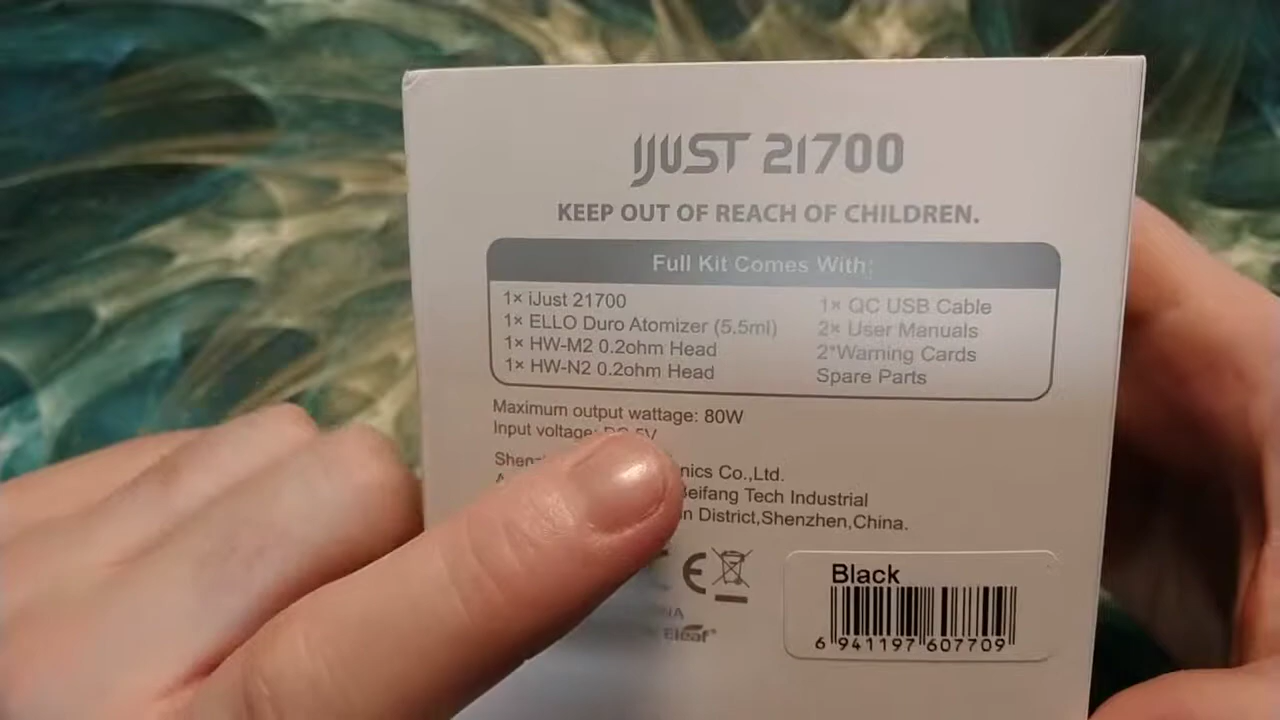 IJUST 21700
KEEP OUT OF REACH OF CHILDREN.
Full Kit Comes With:
1× iJust 21700
1× ELLO Duro Atomizer (5.5ml)
1× HW-M2 0.2ohm Head
1× HW-N2 0.2ohm Head
1× QC USB Cable
2× User Manuals
2*Warning Cards
Spare Parts
Maximum output wattage: 80W
Input voltage: 5V
Co.,Ltd.
Beifang Tech Industrial
District,Shenzhen,China.
CE
Eleaf®
Black
6 941197 607709